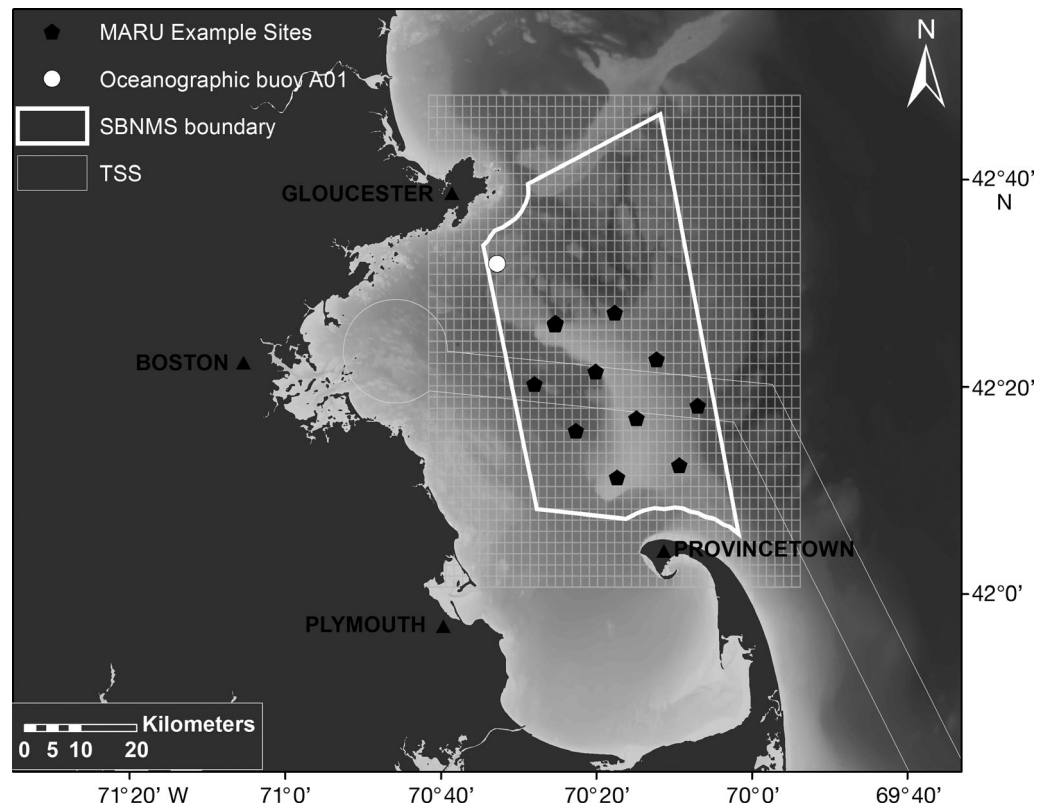 MARU Example Sites
Oceanographic buoy A01
SBNMS boundary
TSS
N
GLOUCESTER
42°40'
N
BOSTON
42°20'
PROVINCETOWN
42°0'
PLYMOUTH
Kilometers
0 5 10 20
71°20' W 71°0' 70°40' 70°20' 70°0' 69°40'